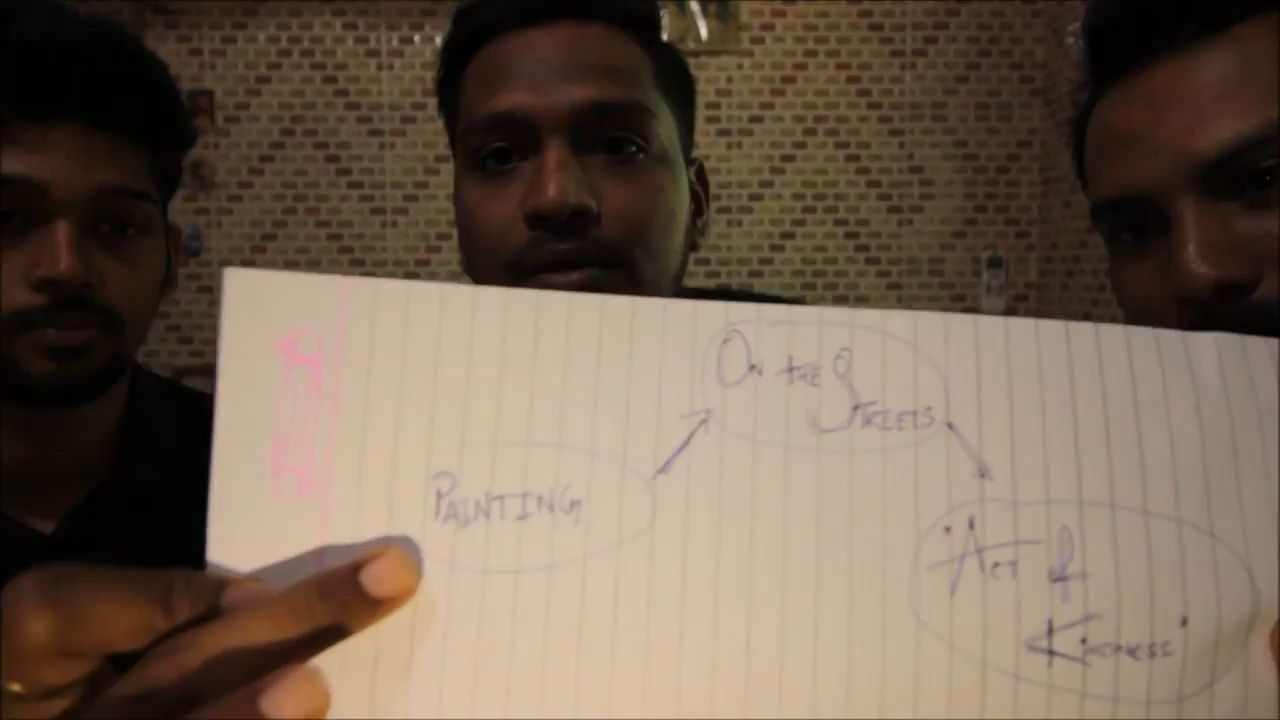 PAINTING
ON THE
STREETS
"ACT of
KINDNESS"